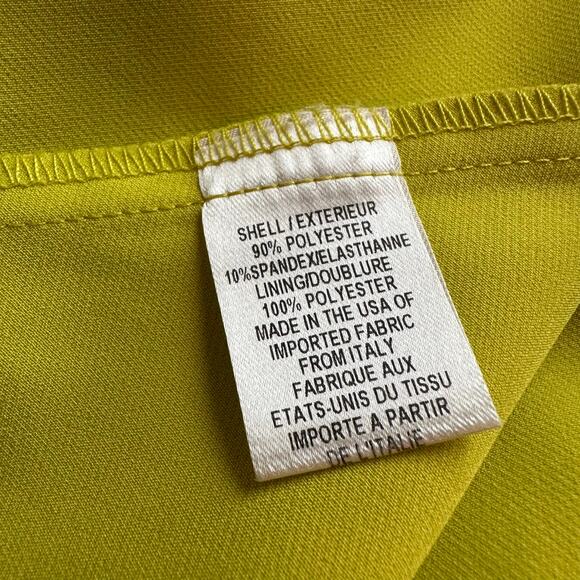 SHELL/EXTERIEUR
90% POLYESTER
10%SPANDEX/ELASTHANNE
LINING/DOUBLURE
100% POLYESTER
MADE IN THE USA OF
IMPORTED FABRIC
FROM ITALY
FABRIQUE AUX
ETATS-UNIS DU TISSU
IMPORTE A PARTIR
DE L'ITALIE